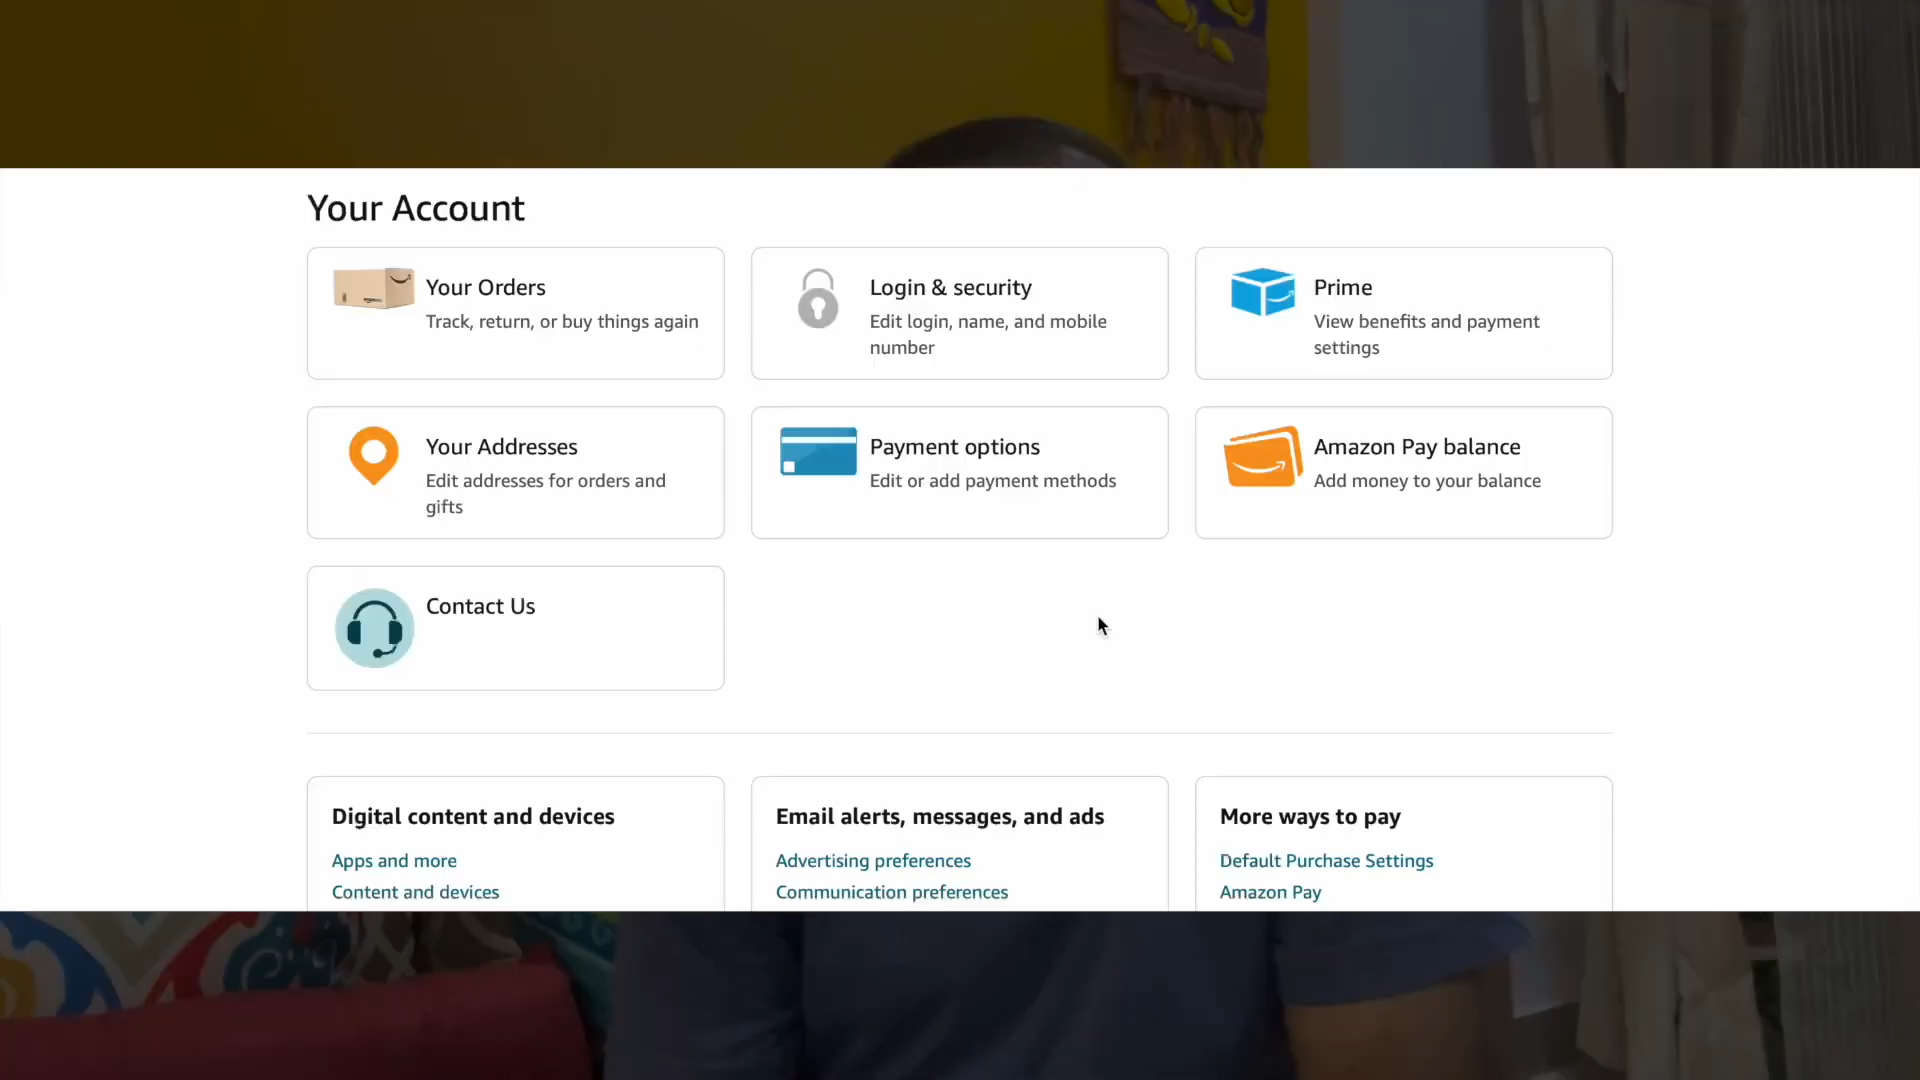 Your Account
Your Orders
Track, return, or buy things again
Login & security
Edit login, name, and mobile
number
Prime
View benefits and payment
settings
Your Addresses
Edit addresses for orders and
gifts
Payment options
Edit or add payment methods
Amazon Pay balance
Add money to your balance
Contact Us
Digital content and devices
Apps and more
Content and devices
Email alerts, messages, and ads
Advertising preferences
Communication preferences
More ways to pay
Default Purchase Settings
Amazon Pay